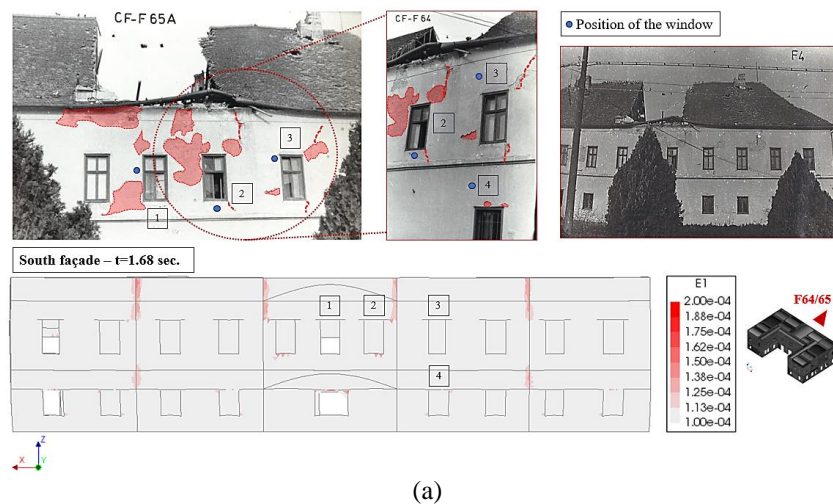 CF-F65A
3
2
1
CF-F 64
3
2
4
Position of the window
F4
South façade – t=1.68 sec.
1
2
3
4
E1
2.00e-04
1.88e-04
1.75e-04
1.62e-04
1.50e-04
1.38e-04
1.25e-04
1.13e-04
1.00e-04
F64/65
Z
X
Y
(a)